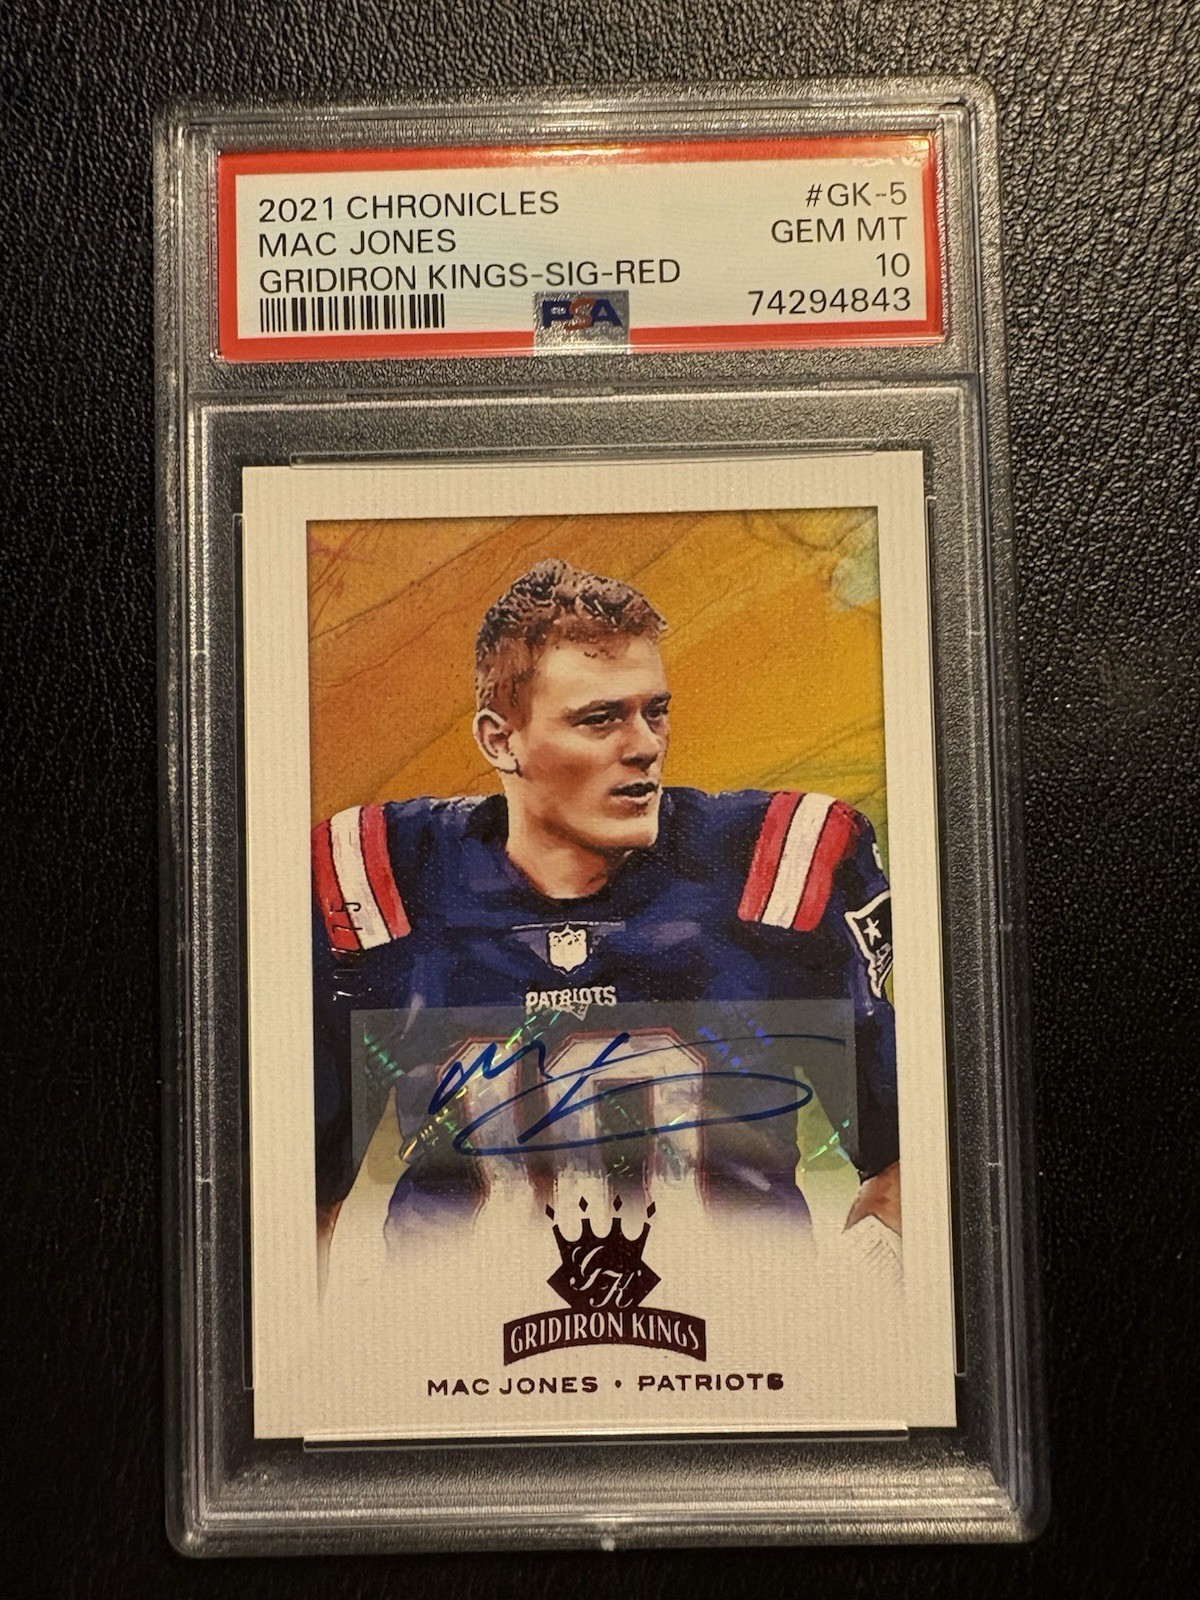 2021 CHRONICLES
#GK-5
MAC JONES
GEM MT
GRIDIRON KINGS-SIG-RED
10
PSA
74294843
PATRIOTS
10
GK
GRIDIRON KINGS
MAC JONES • PATRIOTS